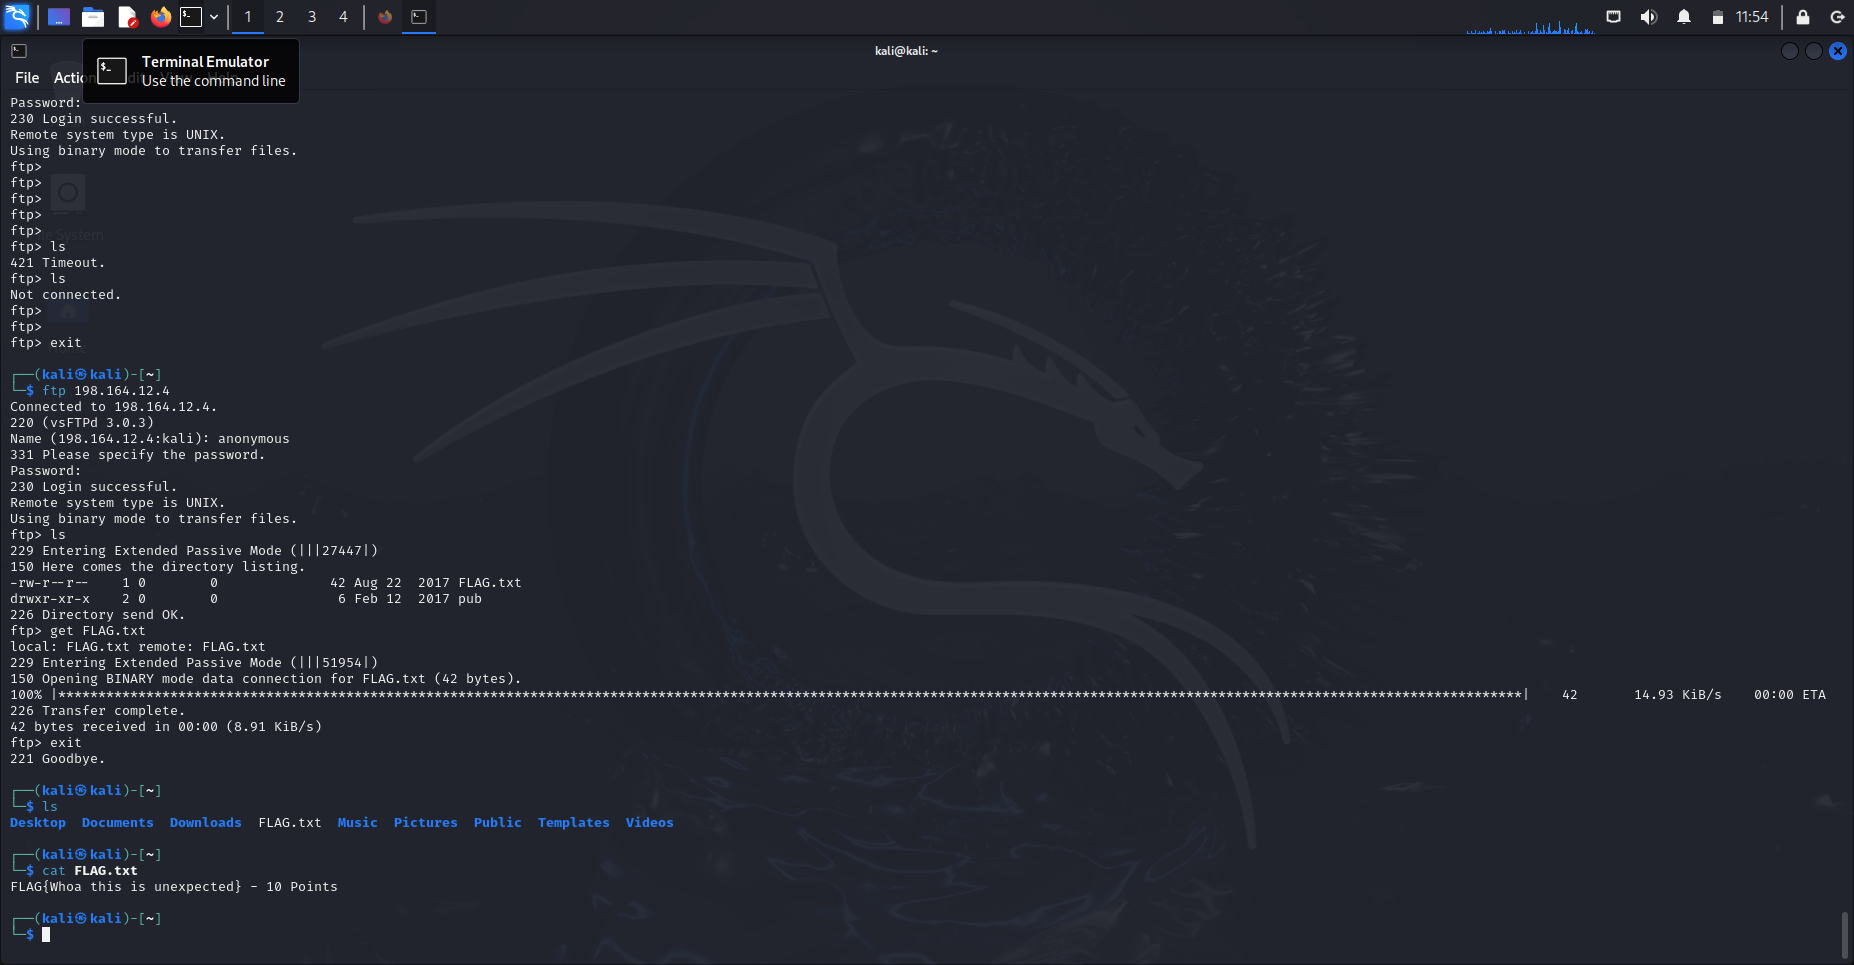 1 2 3 4 11:54
kali@kali: ~
Terminal Emulator
Use the command line
File Action Edit View Help
Password:
230 Login successful.
Remote system type is UNIX.
Using binary mode to transfer files.
ftp>
ftp>
ftp>
ftp>
ftp>
File System
ftp> ls
421 Timeout.
ftp> ls
Not connected.
ftp>
ftp>
ftp> exit
┌──(kali㉿kali)-[~]
└─$ ftp 198.164.12.4
Connected to 198.164.12.4.
220 (vsFTPd 3.0.3)
Name (198.164.12.4:kali): anonymous
331 Please specify the password.
Password:
230 Login successful.
Remote system type is UNIX.
Using binary mode to transfer files.
ftp> ls
229 Entering Extended Passive Mode (|||27447|)
150 Here comes the directory listing.
-rw-r--r--    1 0        0              42 Aug 22  2017 FLAG.txt
drwxr-xr-x    2 0        0               6 Feb 12  2017 pub
226 Directory send OK.
ftp> get FLAG.txt
local: FLAG.txt remote: FLAG.txt
229 Entering Extended Passive Mode (|||51954|)
150 Opening BINARY mode data connection for FLAG.txt (42 bytes).
100% |***********************************************************************************************************************************************************************************| 42 14.93 KiB/s 00:00 ETA
226 Transfer complete.
42 bytes received in 00:00 (8.91 KiB/s)
ftp> exit
221 Goodbye.
┌──(kali㉿kali)-[~]
└─$ ls
Desktop Documents Downloads FLAG.txt Music Pictures Public Templates Videos
┌──(kali㉿kali)-[~]
└─$ cat FLAG.txt
FLAG{Whoa this is unexpected} - 10 Points
┌──(kali㉿kali)-[~]
└─$